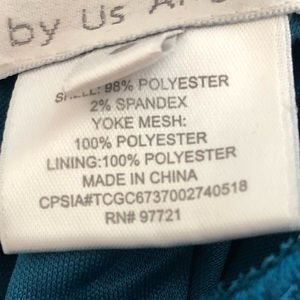 by Us
SHELL: 98% POLYESTER
2% SPANDEX
YOKE MESH:
100% POLYESTER
LINING:100% POLYESTER
MADE IN CHINA
CPSIA#TCGC6737002740518
RN# 97721